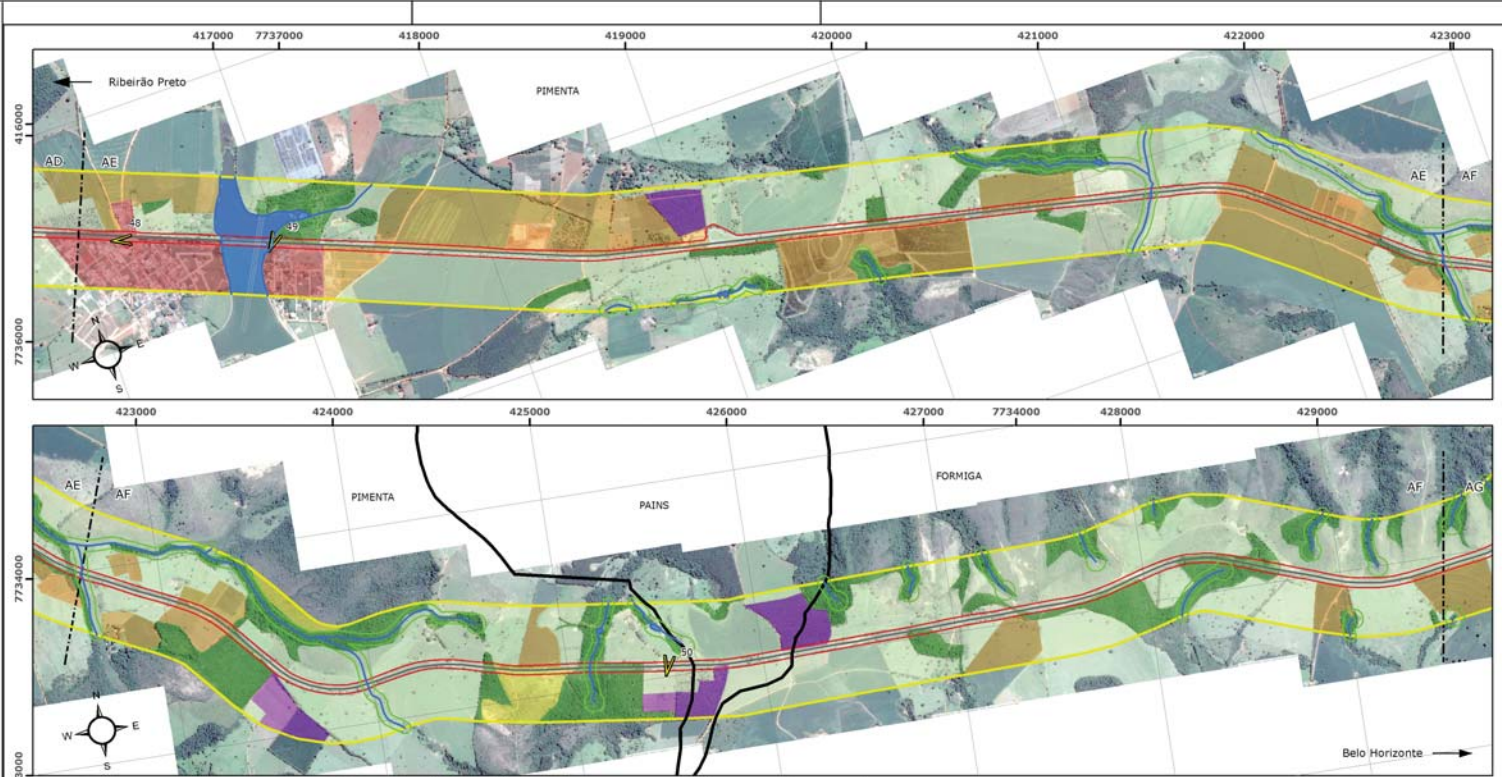 417000 7737000 418000 419000 420000 421000 422000 423000
Ribeirão Preto
PIMENTA
416000
AD AE
AE AF
48
49
7736000
N
W E
S
423000 424000 425000 426000 427000 7734000 428000 429000
AE AF
PIMENTA
PAINS
FORMIGA
AF AG
7734000
50
N
W E
S
Belo Horizonte